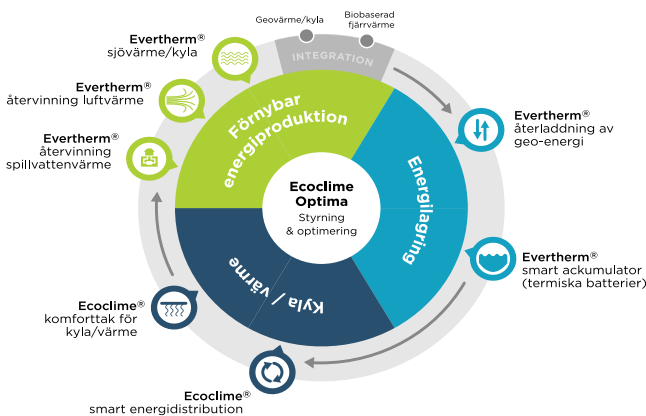 Geovärme/kyla
Biobaserad
fjärrvärme
INTEGRATION
Evertherm®
sjövärme/kyla
Evertherm®
återvinning luftvärme
Evertherm®
återvinning
spillvattenvärme
Förnybar
energiproduktion
Evertherm®
återladdning av
geo-energi
Energilagring
Ecoclime
Optima
Styrning
& optimering
Evertherm®
smart ackumulator
(termiska batterier)
Kyla / värme
Ecoclime®
komforttak för
kyla/värme
Ecoclime®
smart energidistribution